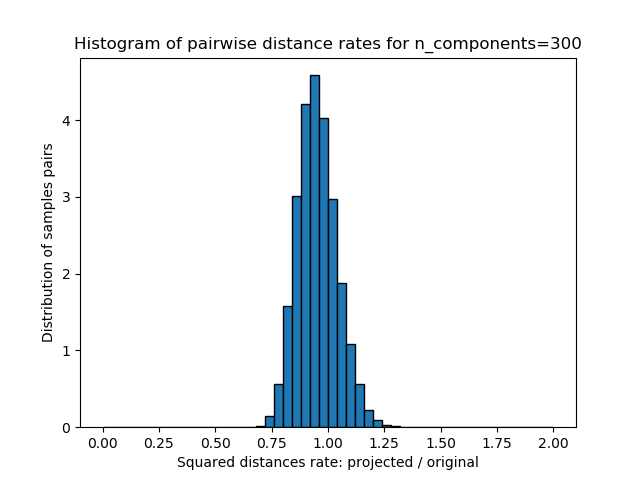 Histogram of pairwise distance rates for n_components=300
Distribution of samples pairs
4
3
2
1
0
0.00 0.25 0.50 0.75 1.00 1.25 1.50 1.75 2.00
Squared distances rate: projected / original